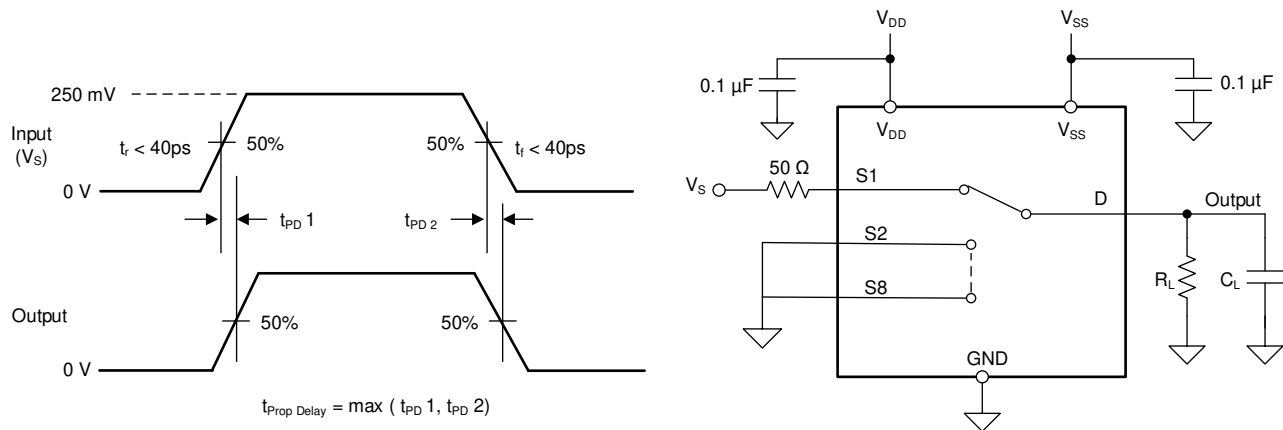 250 mV
Input
(VS)
tr < 40ps
50%
50%
tf < 40ps
0 V
tPD 1
tPD 2
Output
50%
50%
0 V
tProp Delay = max ( tPD 1, tPD 2)
VDD
VSS
0.1 µF
0.1 µF
VDD
VSS
50 Ω
VS
S1
D
Output
S2
S8
RL
CL
GND